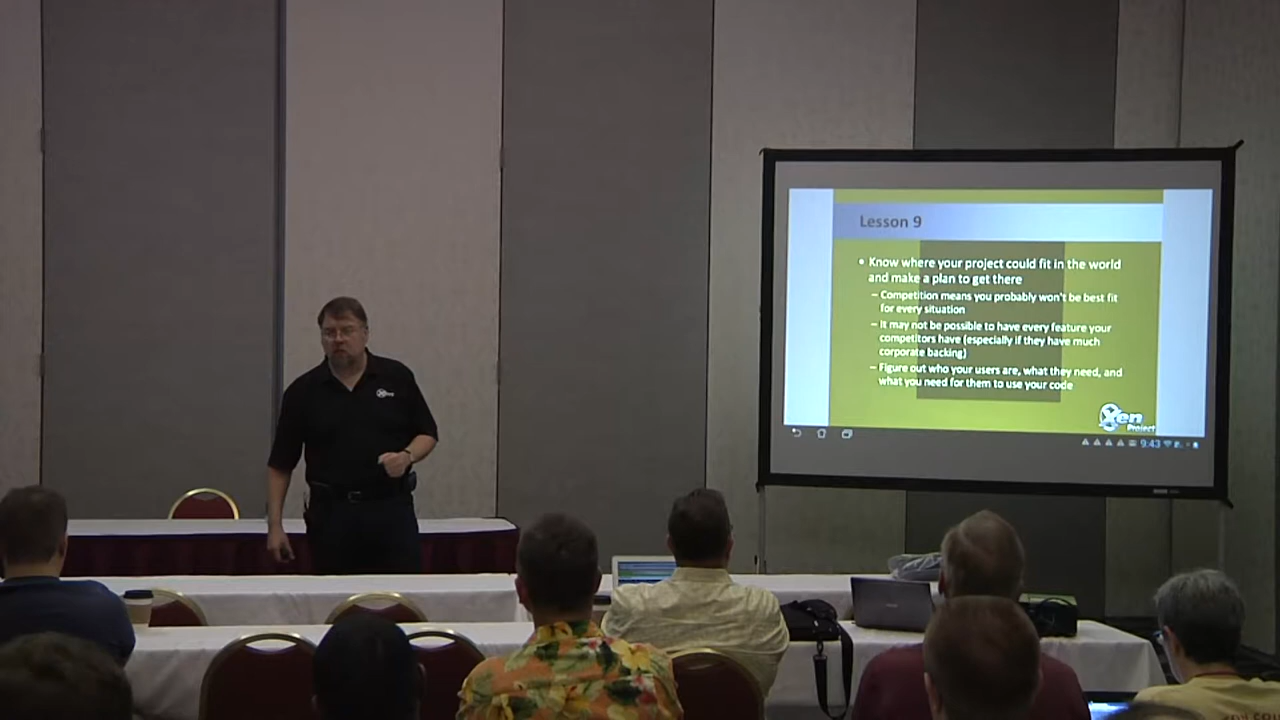 Lesson 9
• Know where your project could fit in the world
and make a plan to get there
– Competition means you probably won't be best fit
for every situation
– It may not be possible to have every feature your
competitors have (especially if they have much
corporate backing)
– Figure out who your users are, what they need, and
what you need for them to use your code
Xen
Project
9:43
Xen